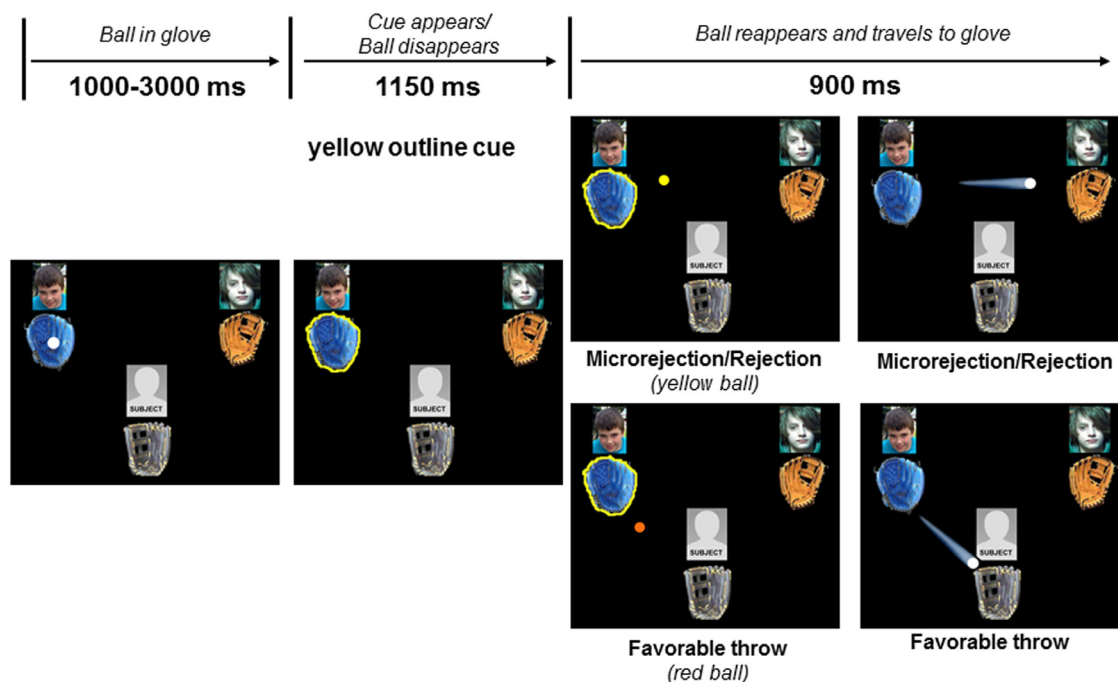 Ball in glove
1000-3000 ms
Cue appears/
Ball disappears
1150 ms
Ball reappears and travels to glove
900 ms
yellow outline cue
SUBJECT
SUBJECT
SUBJECT
SUBJECT
Microrejection/Rejection
(yellow ball)
Microrejection/Rejection
SUBJECT
SUBJECT
Favorable throw
(red ball)
Favorable throw